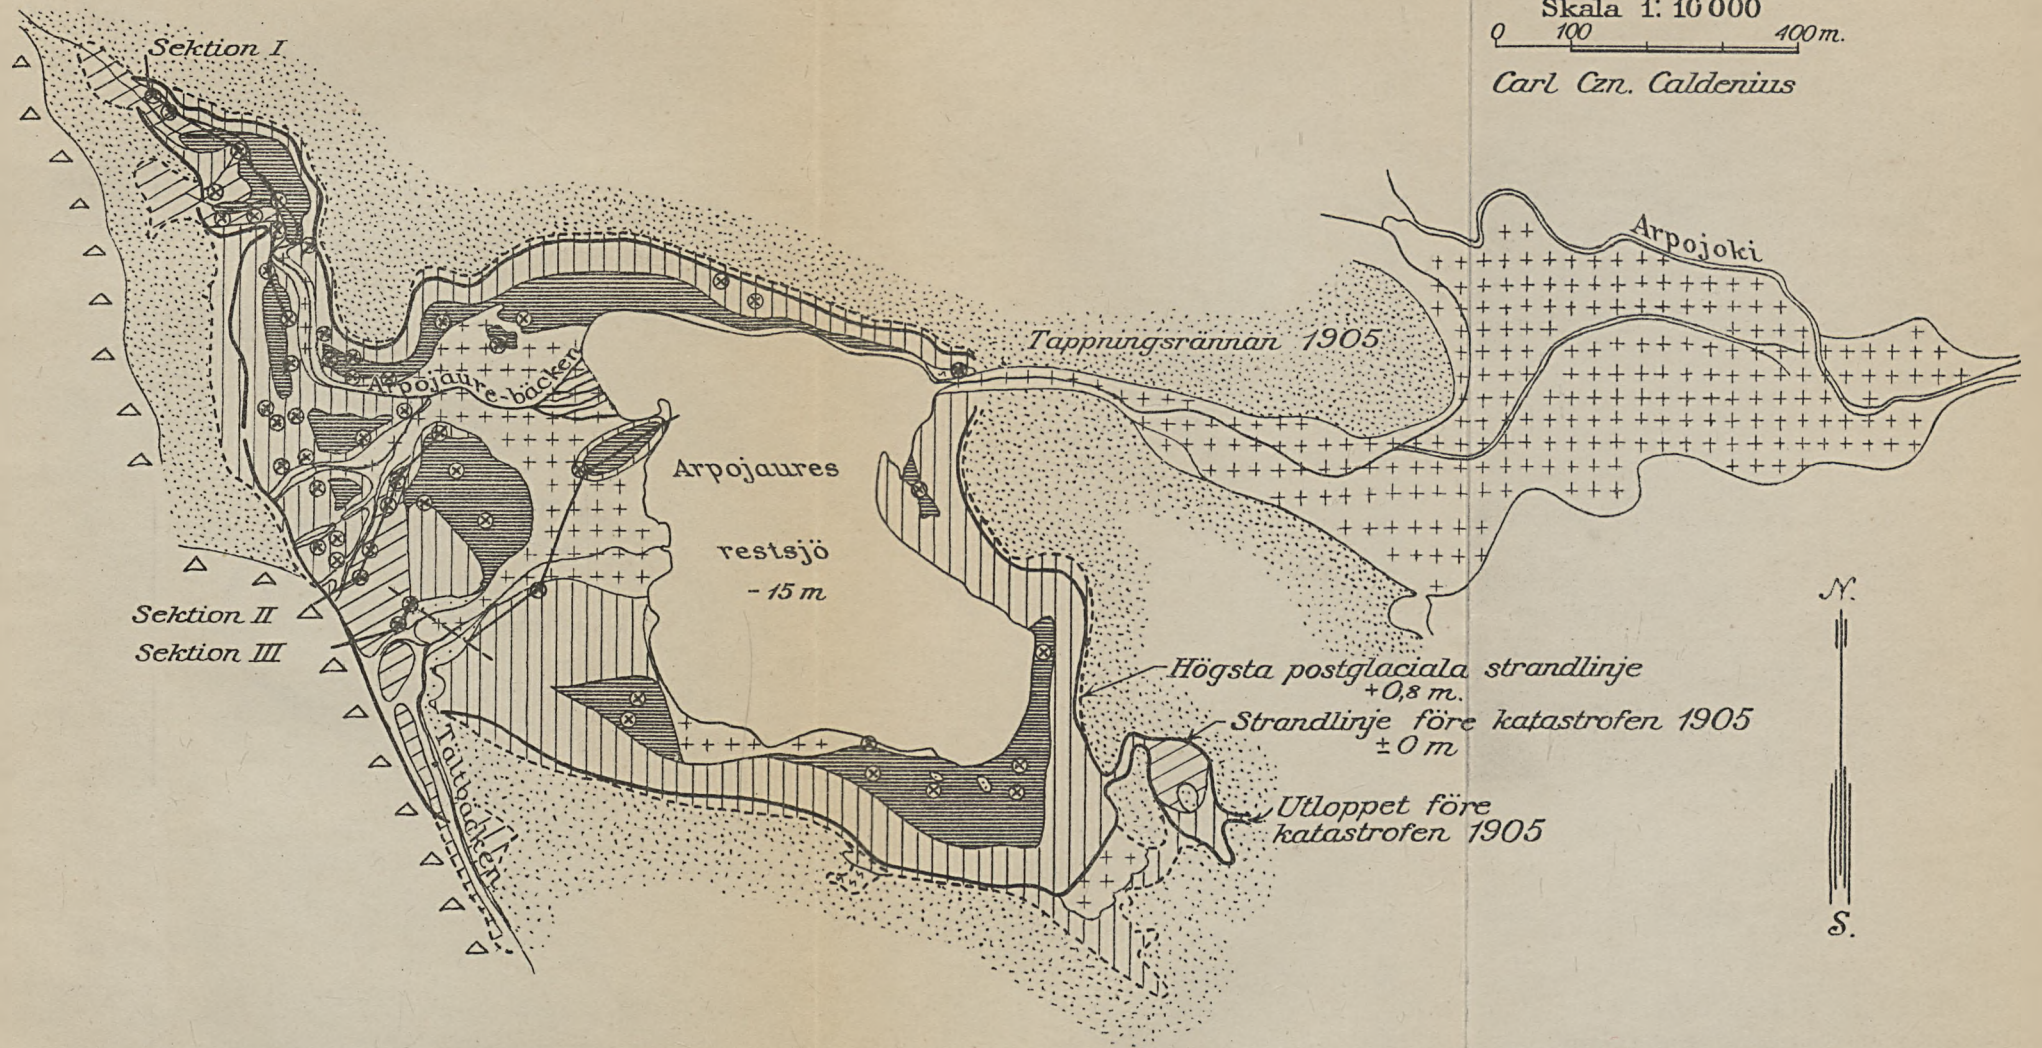 Skala 1: 10 000
0 100 400 m.
Carl Czn. Caldenius
Sektion I
Arpojoki
Tappningsrännan 1905
Arpojaure-bäcken
Arpojaures
restsjö
- 15 m
Sektion II
Sektion III
N.
Högsta postglaciala strandlinje
+0,8 m.
Strandlinje före katastrofen 1905
± 0 m
Utloppet före
katastrofen 1905
Taltbäcken
S.